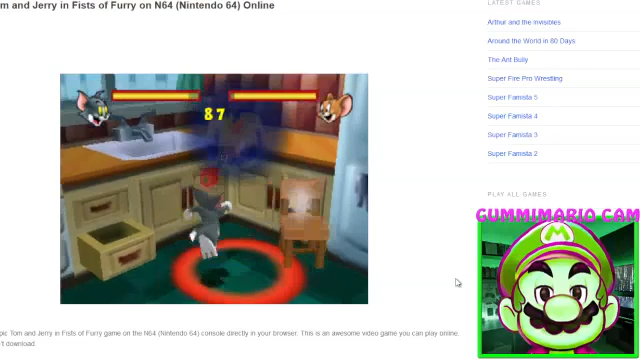 m and Jerry in Fists of Furry on N64 (Nintendo 64) Online
87
pic Tom and Jerry in Fists of Furry game on the N64 (Nintendo 64) console directly in your browser. This is an awesome video game you can play online.
download.
LATEST GAMES
Arthur and the Invisibles
Around the World in 80 Days
The Ant Bully
Super Fire Pro Wrestling
Super Famista 5
Super Famista 4
Super Famista 3
Super Famista 2
PLAY ALL GAMES
GUMMIMARIO CAM
M